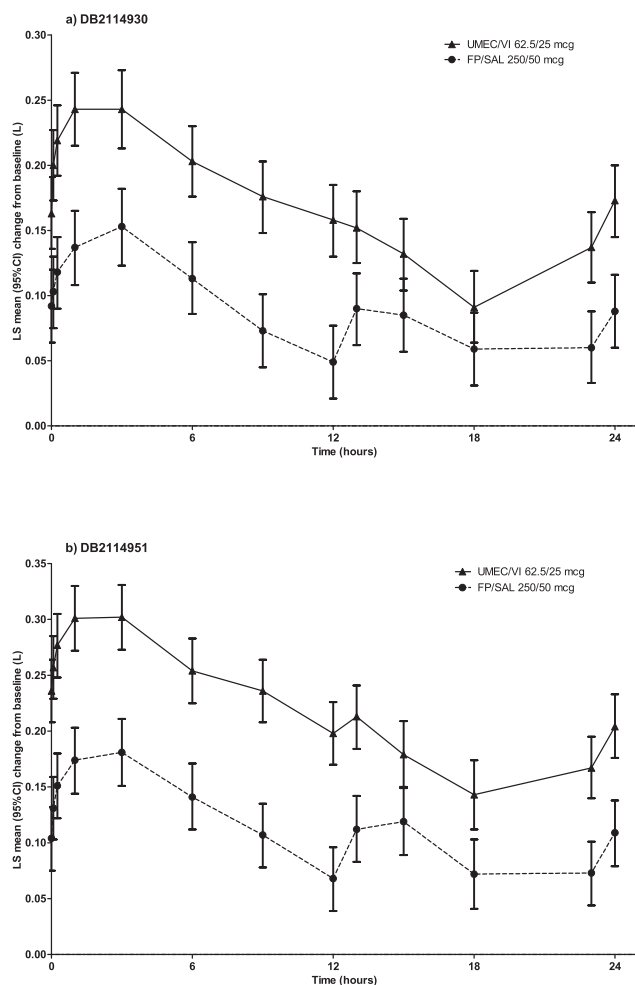 a) DB2114930
0.30
0.25
0.20
0.15
0.10
0.05
0.00
LS mean (95%CI) change from baseline (L)
UMEC/VI 62.5/25 mcg
FP/SAL 250/50 mcg
0 6 12 18 24
Time (hours)
b) DB2114951
0.35
0.30
0.25
0.20
0.15
0.10
0.05
0.00
LS mean (95%CI) change from baseline (L)
UMEC/VI 62.5/25 mcg
FP/SAL 250/50 mcg
0 6 12 18 24
Time (hours)